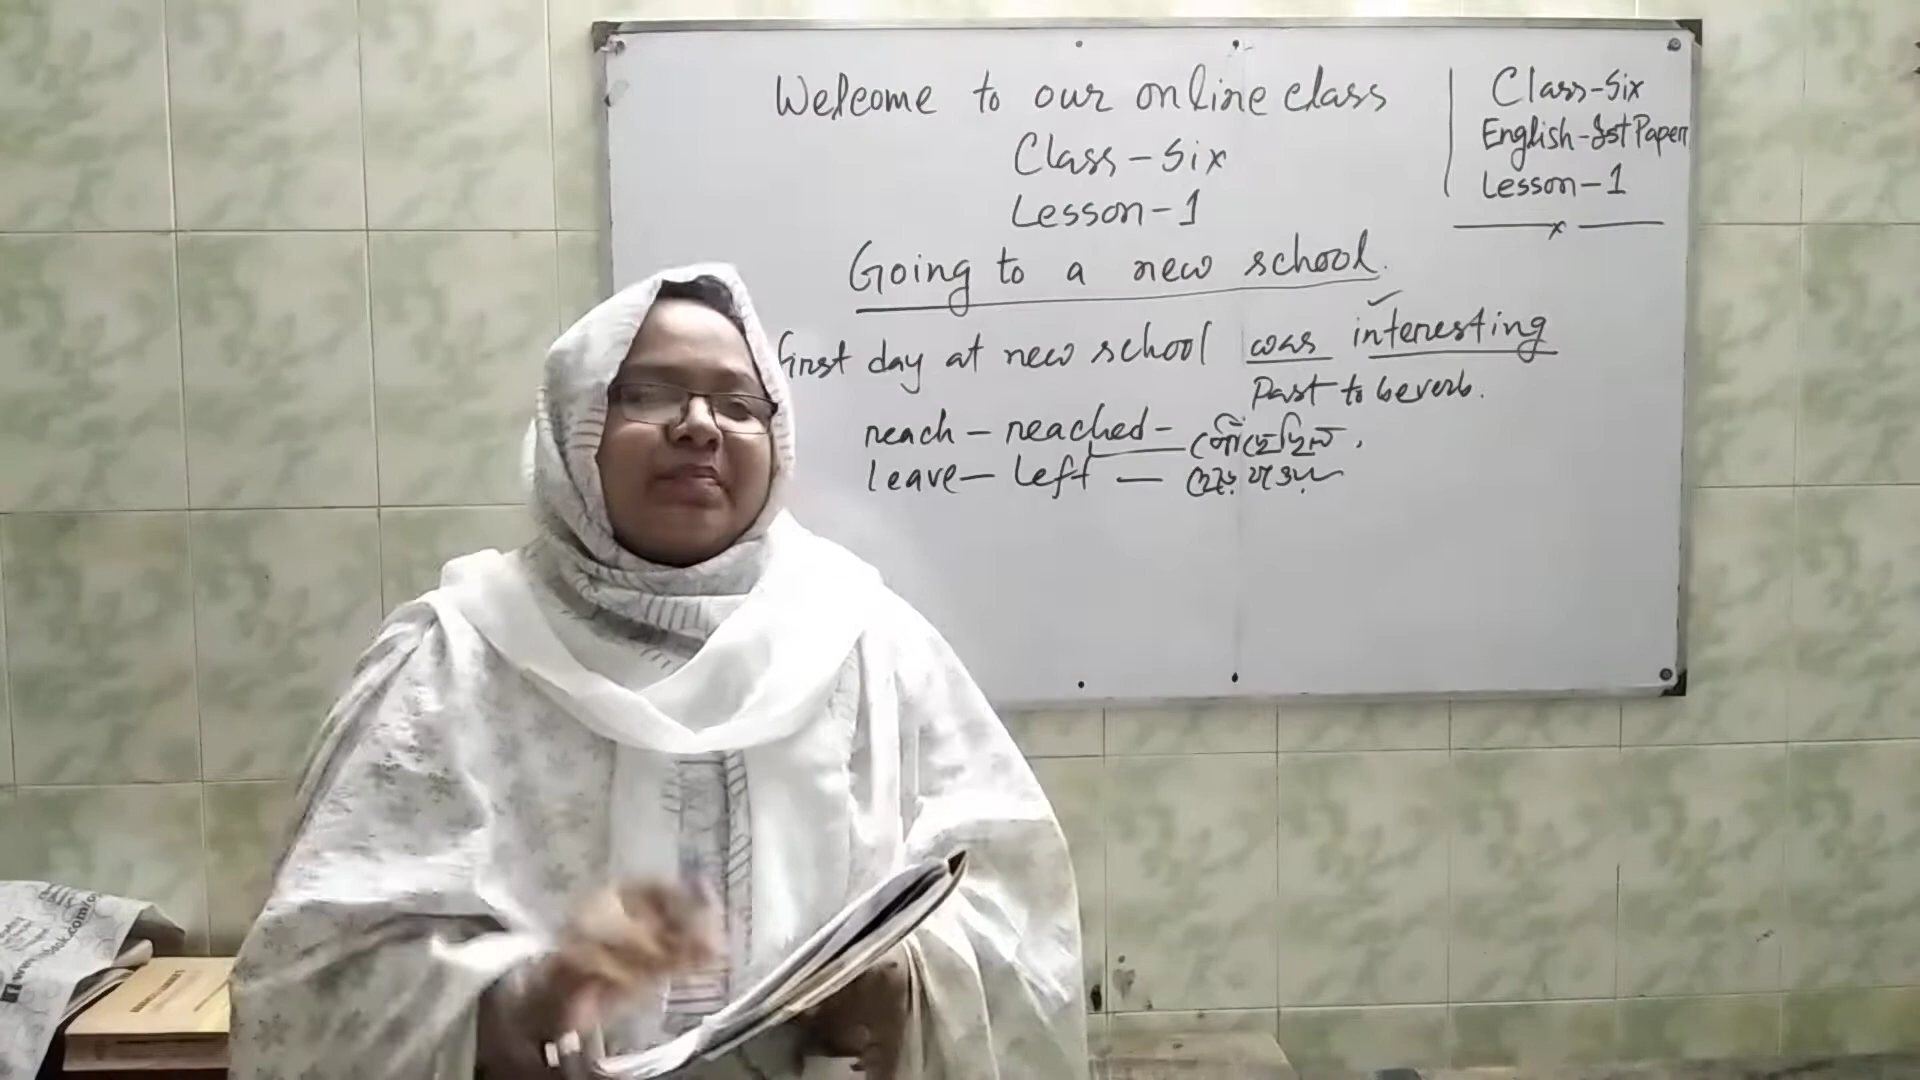 Welcome to our online class
Class-Six
Lesson-1
Going to a new school.
first day at new school was interesting
Past to be verb.
reach - reached - পৌঁছেছিল,
leave - left -
Class-Six
English-1st Paper
Lesson-1